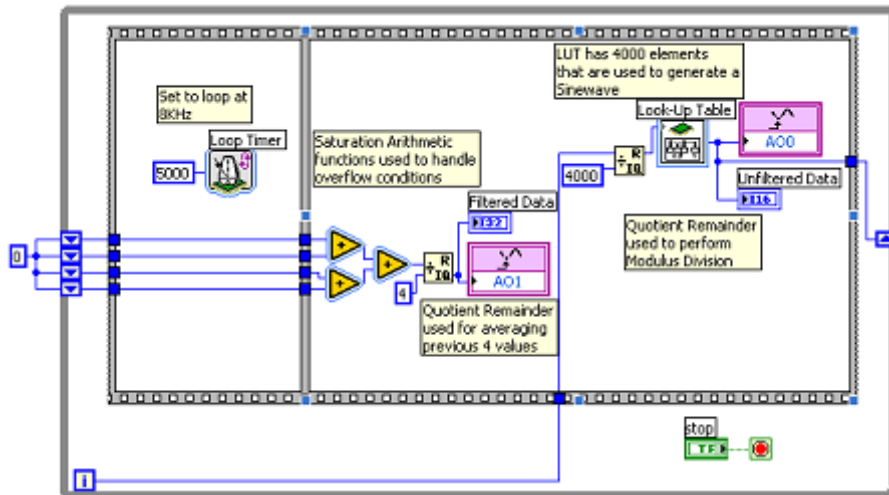 Set to loop at
8KHz
Loop Timer
5000
Saturation Arithmetic
functions used to handle
overflow conditions
LUT has 4000 elements
that are used to generate a
Sinewave
Look-Up Table
AO0
4000
R
IQ
Unfiltered Data
I16
Filtered Data
I32
Quotient Remainder
used to perform
Modulus Division
0
R
IQ
4
AO1
Quotient Remainder
used for averaging
previous 4 values
stop
TF
i